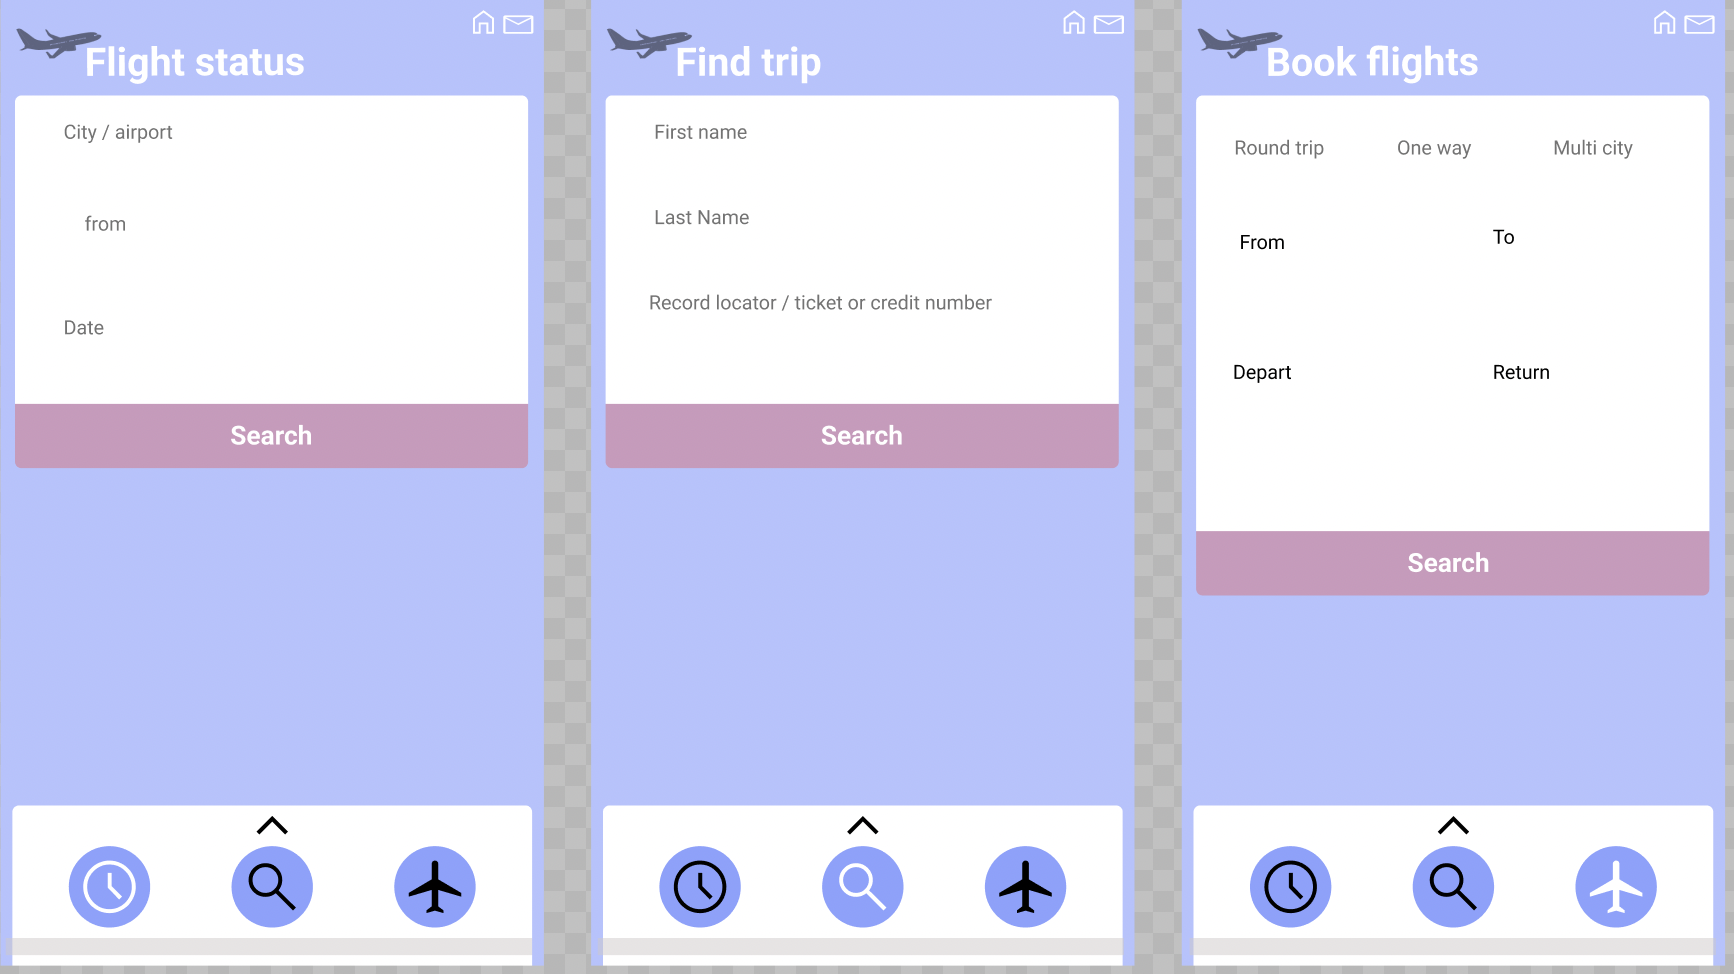 Flight status
City / airport
from
Date
Search
Find trip
First name
Last Name
Record locator / ticket or credit number
Search
Book flights
Round trip One way Multi city
From To
Depart Return
Search